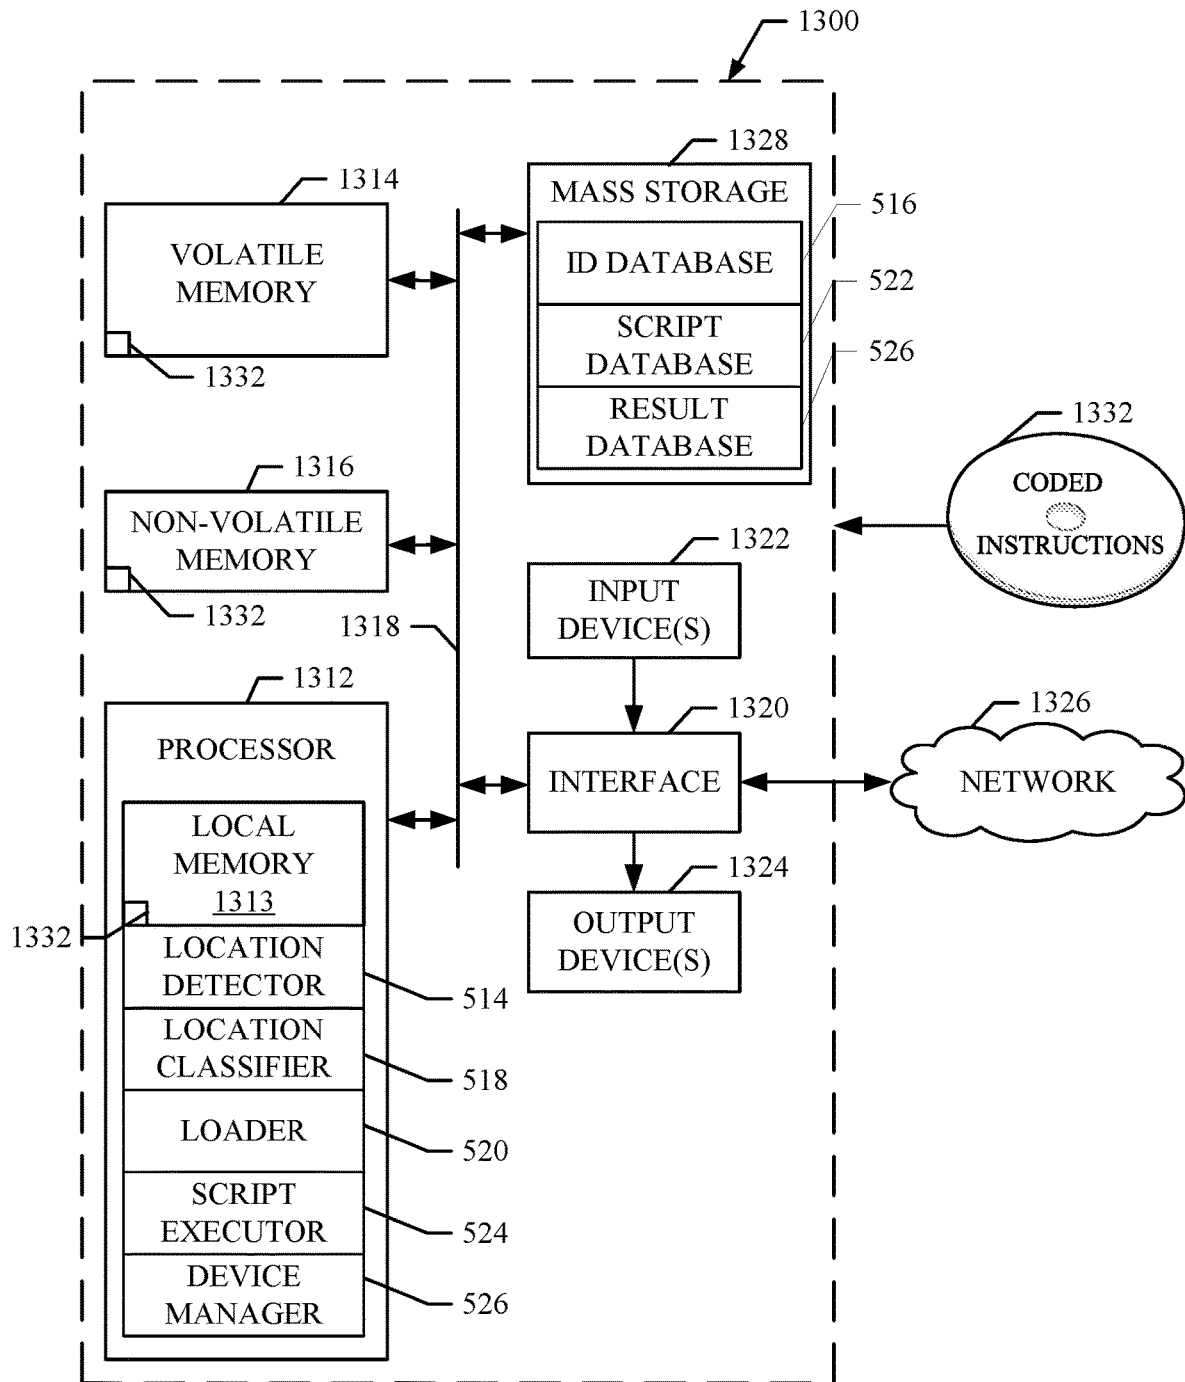 1300
1314
VOLATILE
MEMORY
1332
1328
MASS STORAGE
ID DATABASE
516
SCRIPT
DATABASE
522
RESULT
DATABASE
526
1316
NON-VOLATILE
MEMORY
1332
1318
1332
CODED
INSTRUCTIONS
1322
INPUT
DEVICE(S)
1320
INTERFACE
1326
NETWORK
1324
OUTPUT
DEVICE(S)
1312
PROCESSOR
LOCAL
MEMORY
1313
1332
LOCATION
DETECTOR
514
LOCATION
CLASSIFIER
518
LOADER
520
SCRIPT
EXECUTOR
524
DEVICE
MANAGER
526